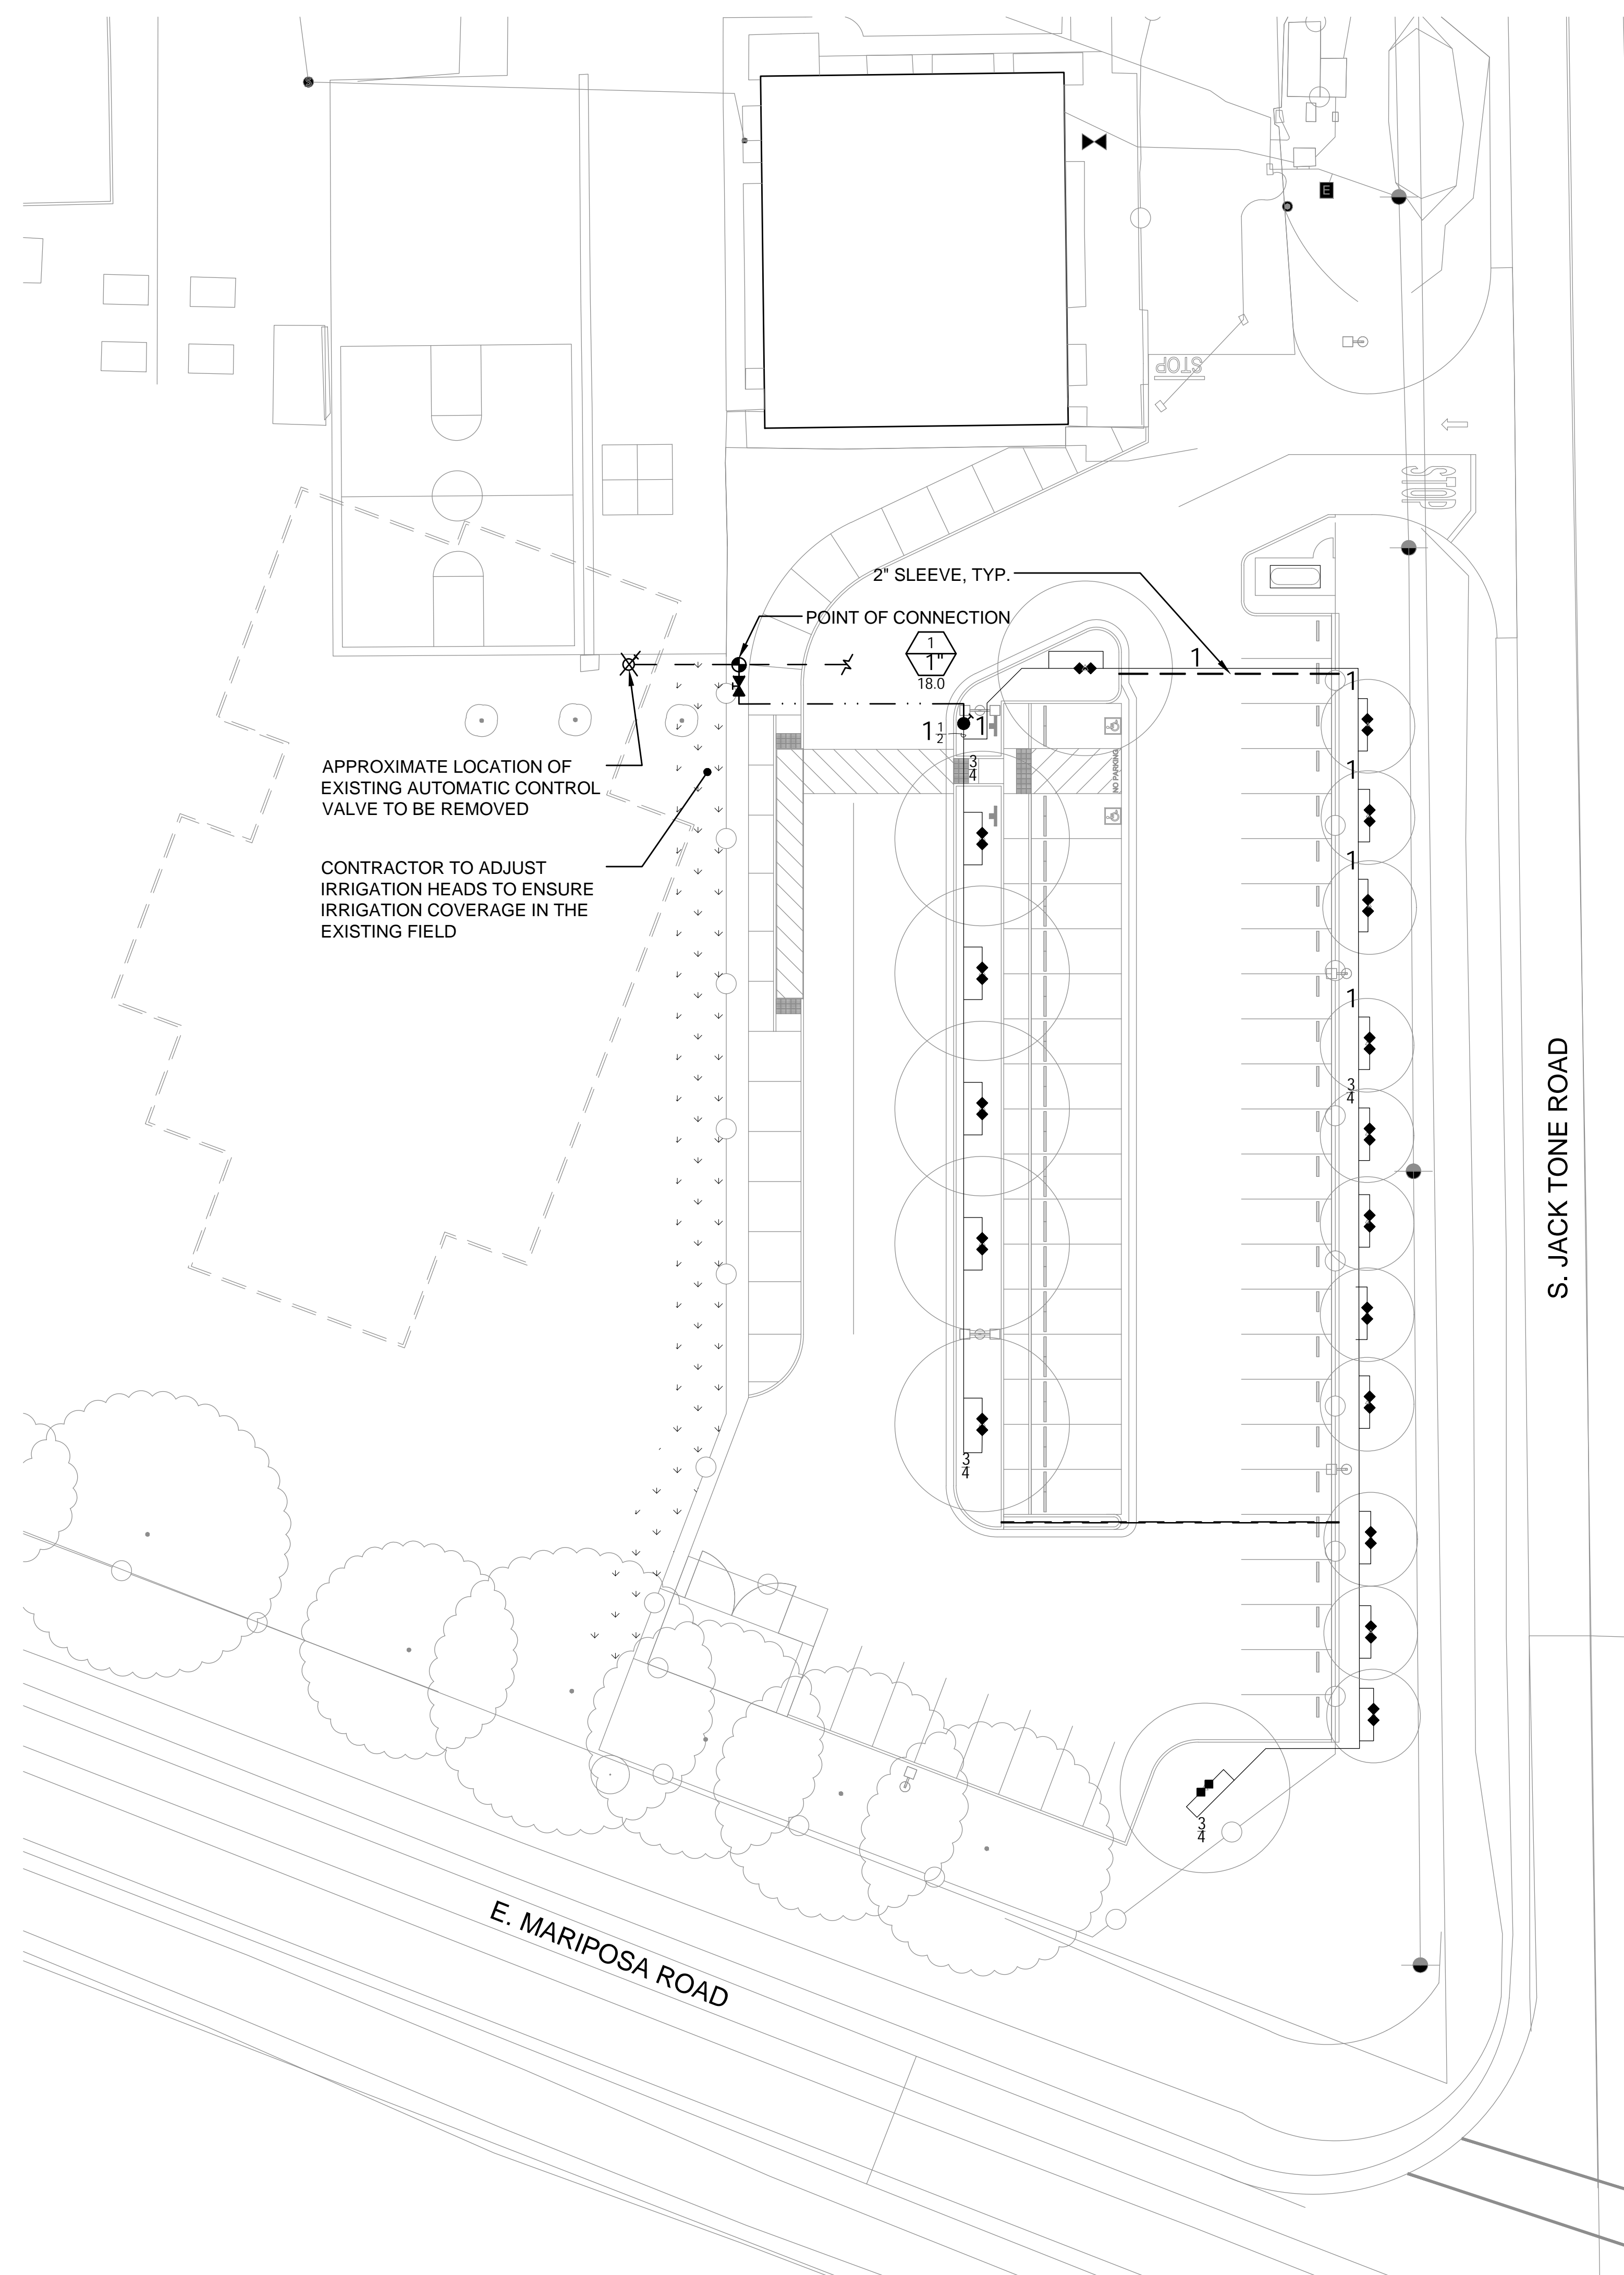 E
STOP
STOP
2" SLEEVE, TYP.
POINT OF CONNECTION
1
1"
18.0
1
1
1 1/2
1
3/4
NO PARKING
APPROXIMATE LOCATION OF
EXISTING AUTOMATIC CONTROL
VALVE TO BE REMOVED
1
CONTRACTOR TO ADJUST
IRRIGATION HEADS TO ENSURE
IRRIGATION COVERAGE IN THE
EXISTING FIELD
1
1
3/4
S. JACK TONE ROAD
3/4
3/4
E. MARIPOSA ROAD